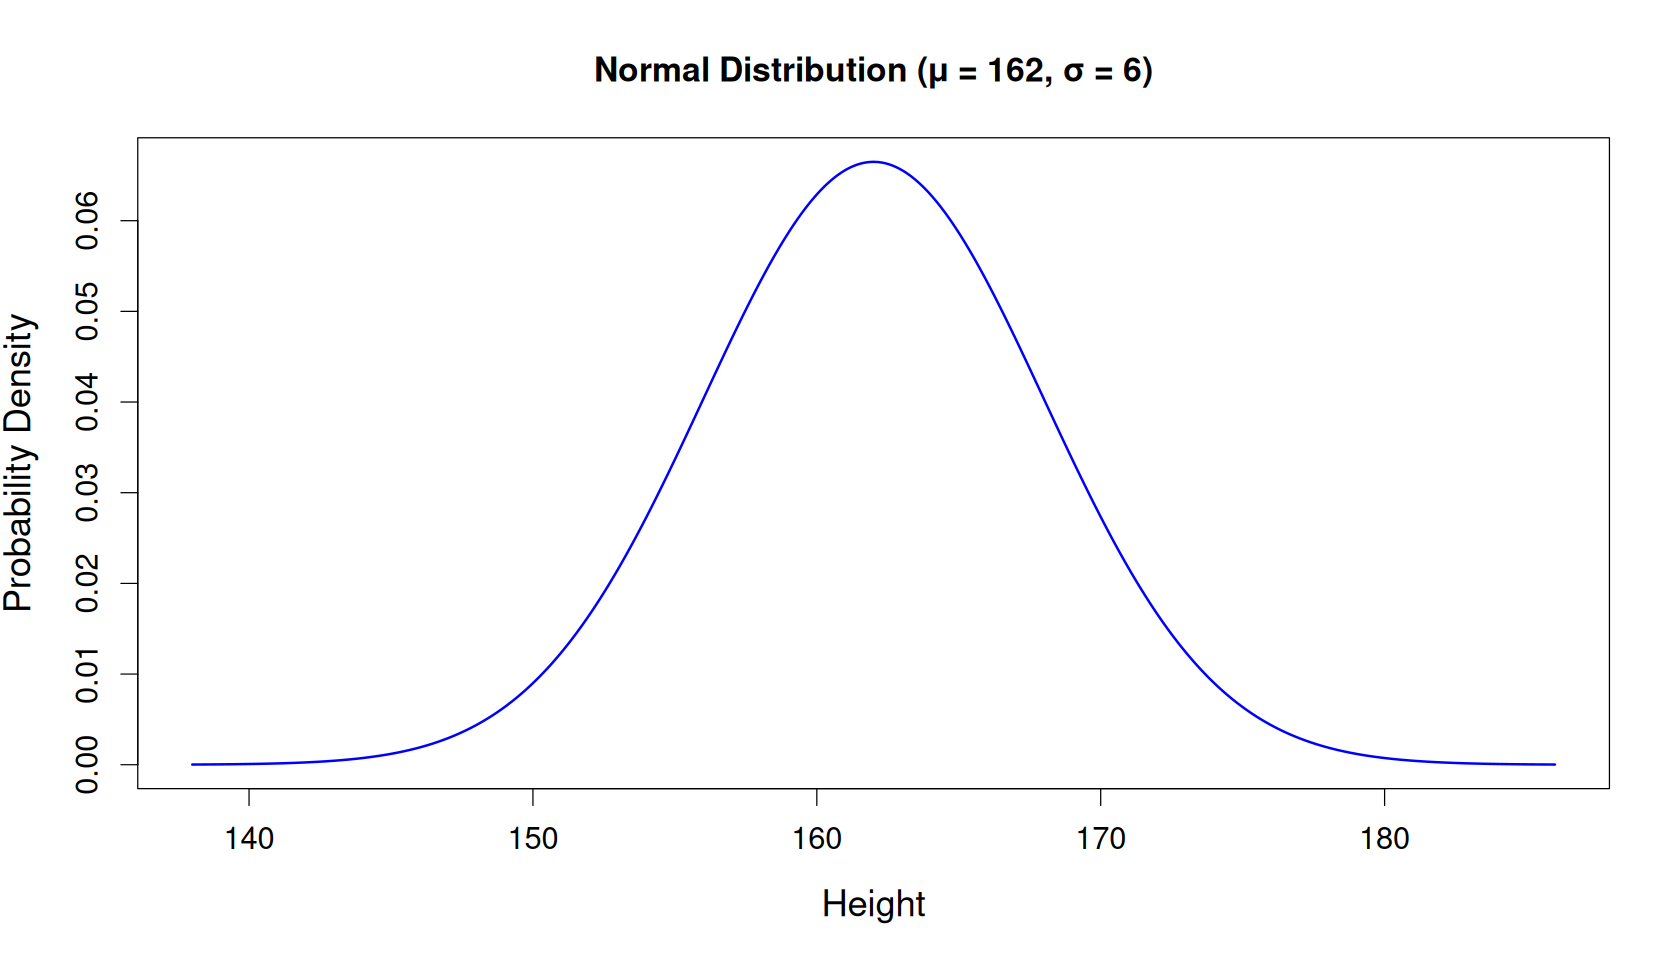 Normal Distribution (μ = 162, σ = 6)
Probability Density
0.06
0.05
0.04
0.03
0.02
0.01
0.00
140 150 160 170 180
Height